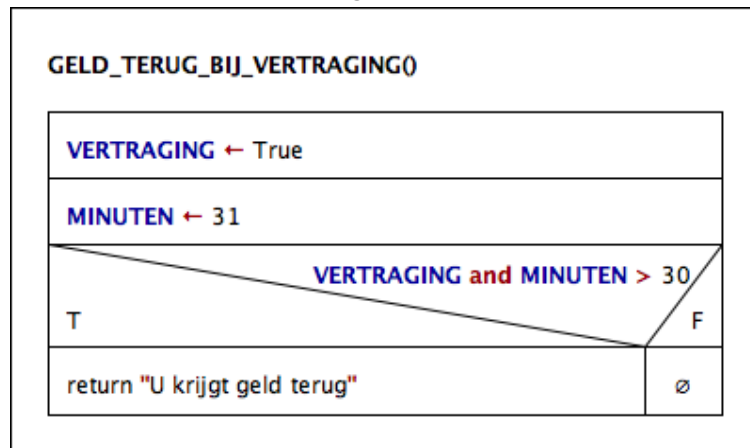 GELD_TERUG_BIJ_VERTRAGING()
VERTRAGING ← True
MINUTEN ← 31
VERTRAGING and MINUTEN > 30
T F
return "U krijgt geld terug" ∅